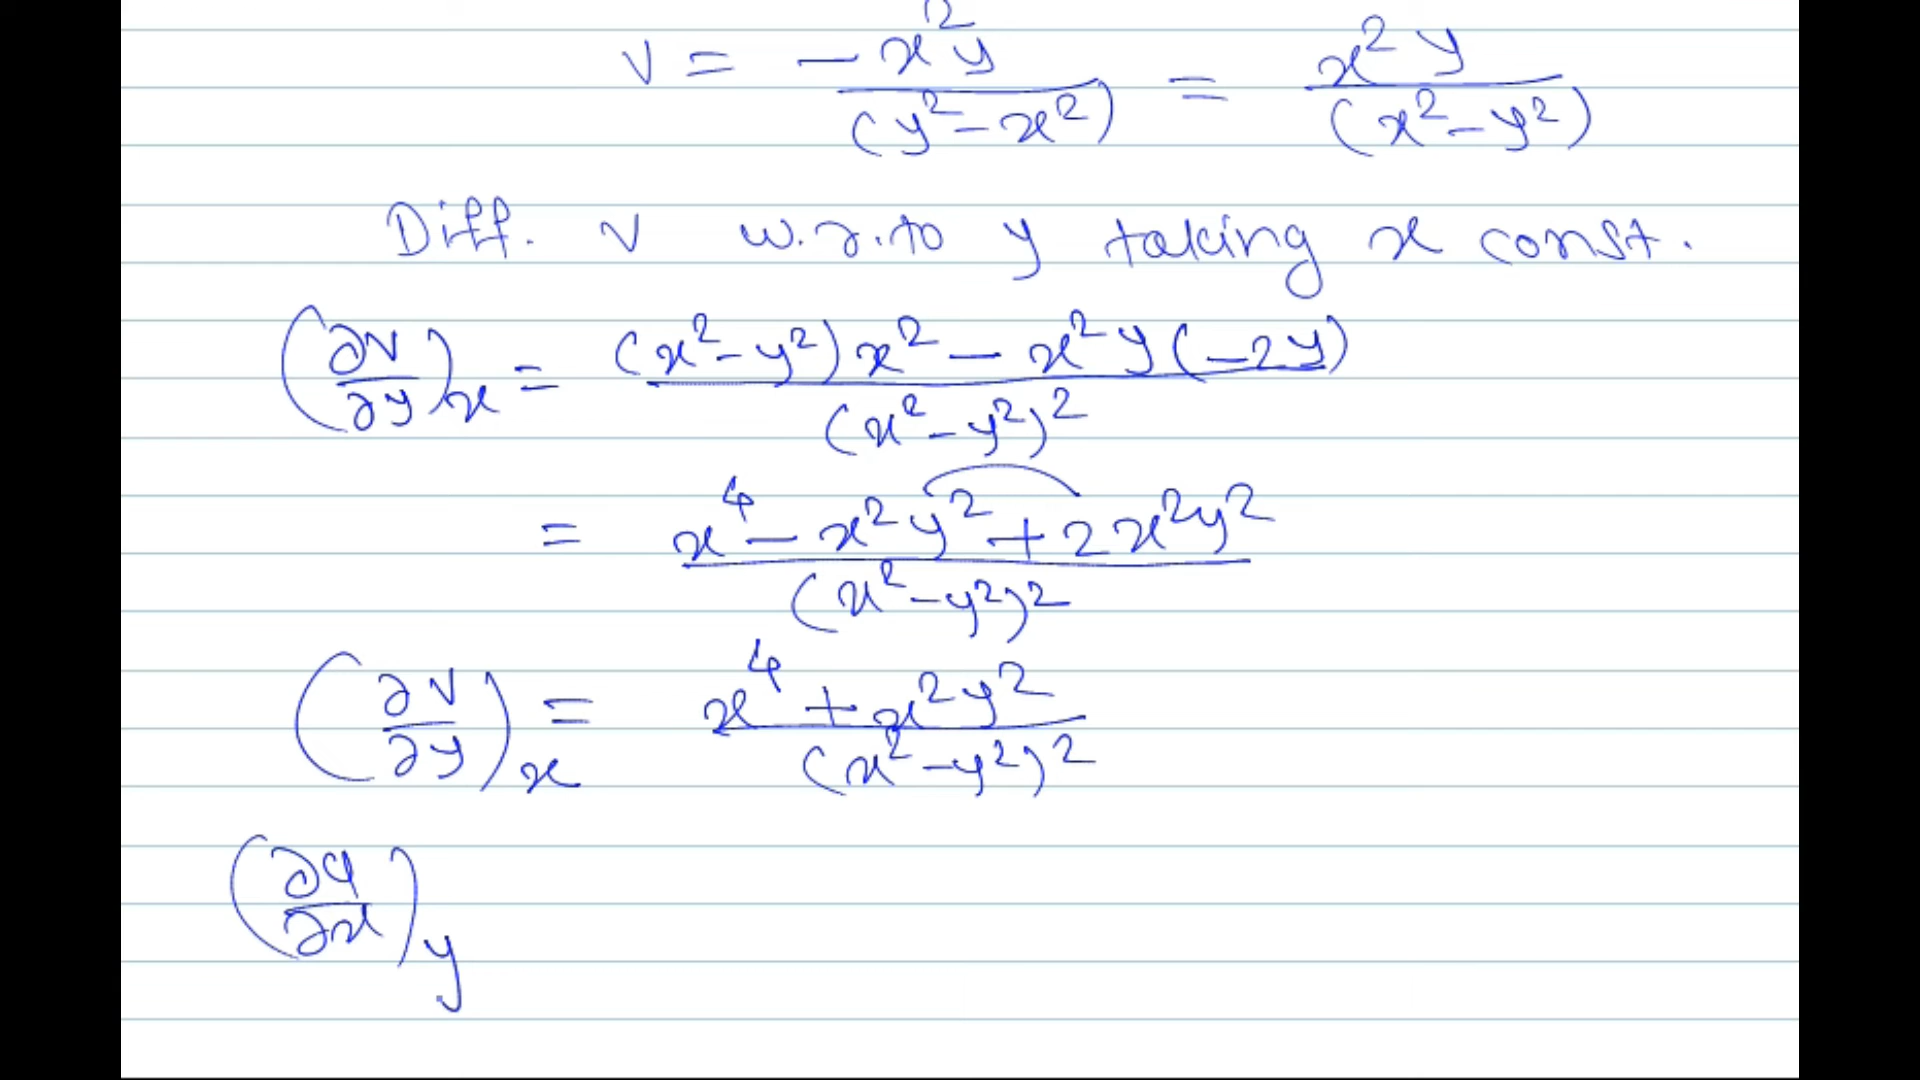 v = -x²y/(y²-x²) = x²y/(x²-y²)
Diff. v w.r.to y taking x const.
(∂v/∂y)ₓ = ((x²-y²)x² - x²y(-2y))/(x²-y²)²
= (x⁴ - x²y² + 2x²y²)/(x²-y²)²
(∂v/∂y)ₓ = (x⁴ + x²y²)/(x²-y²)²
(∂u/∂x)y